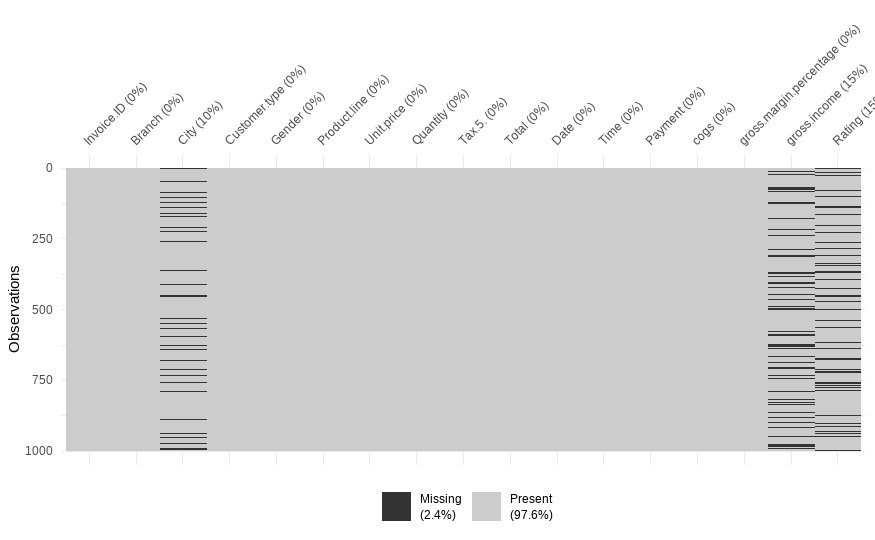 Invoice.ID (0%)
Branch (0%)
City (10%)
Customer.type (0%)
Gender (0%)
Product.line (0%)
Unit.price (0%)
Quantity (0%)
Tax.5. (0%)
Total (0%)
Date (0%)
Time (0%)
Payment (0%)
cogs (0%)
gross.margin.percentage (0%)
gross.income (15%)
Rating (15%
Observations
0
250
500
750
1000
Missing
(2.4%)
Present
(97.6%)